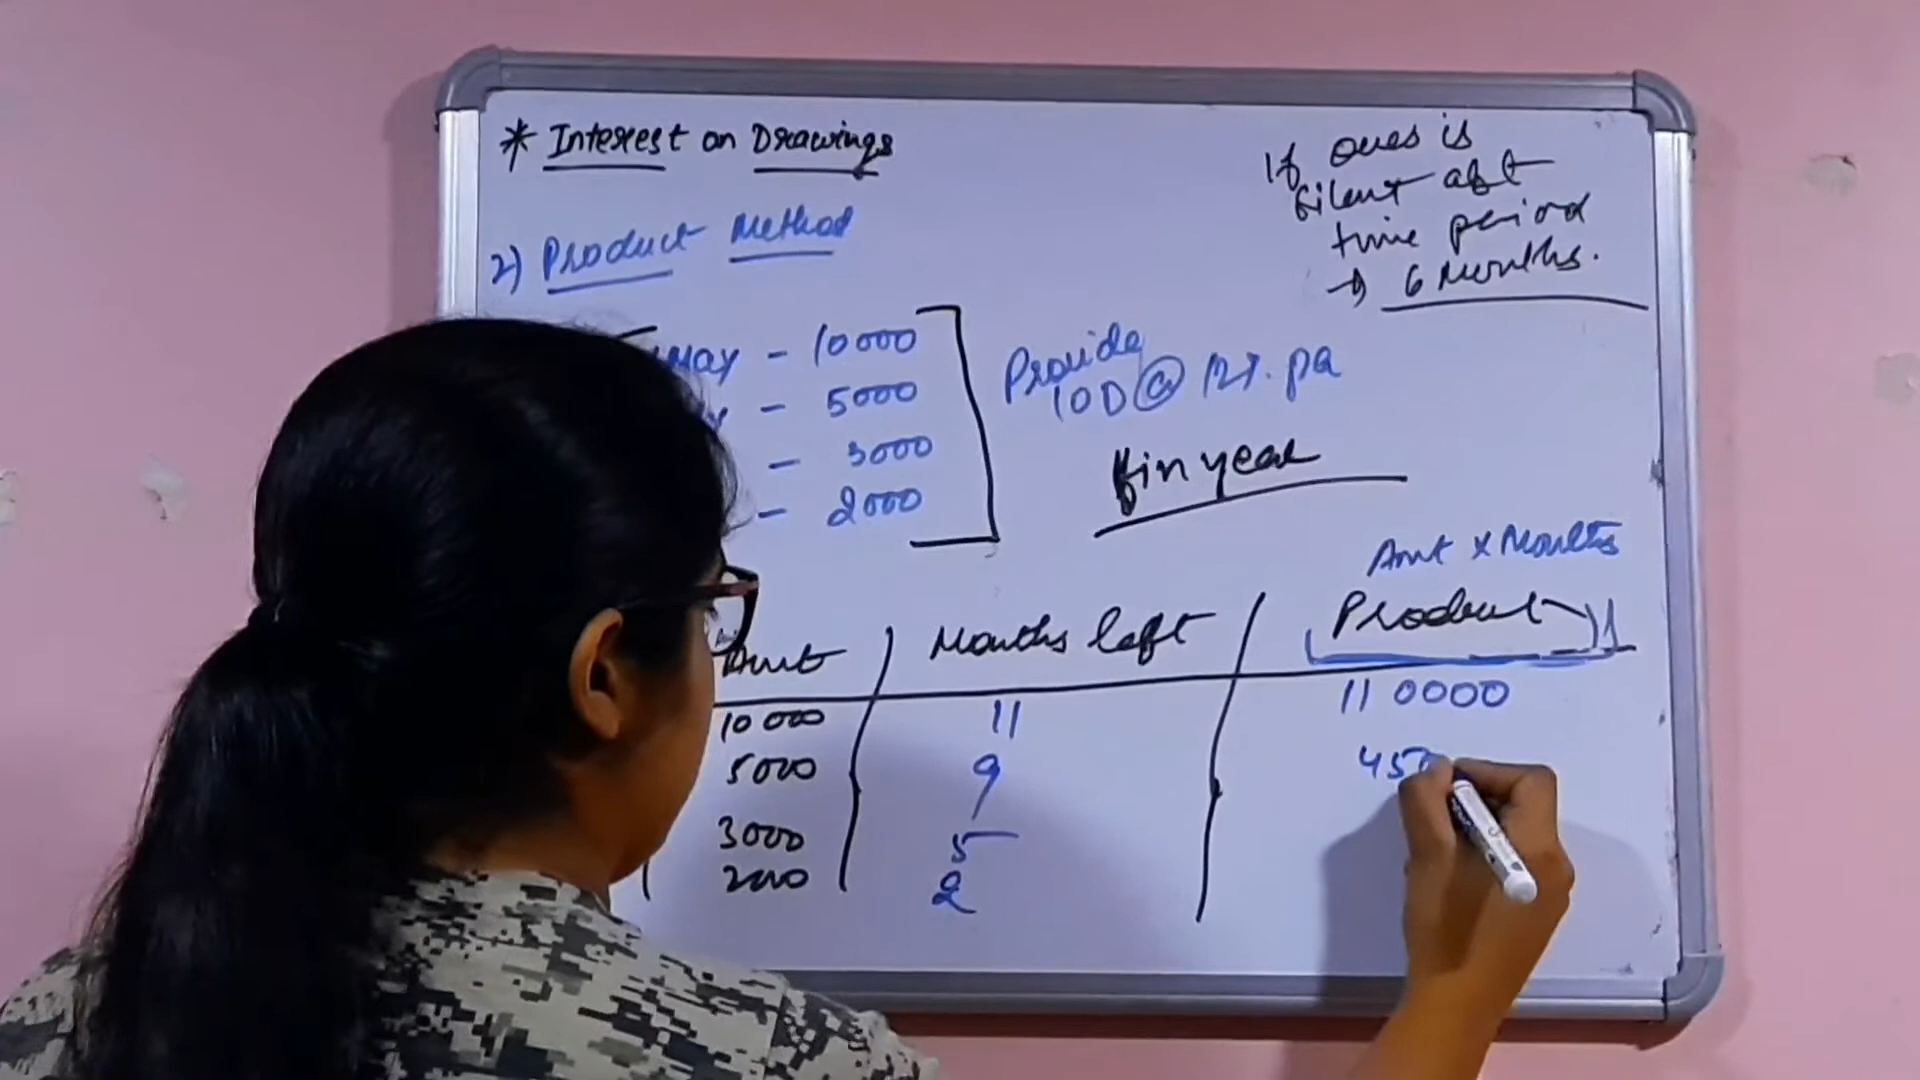 * Interest on Drawings
2) Product Method
If Ques is
silent abt
time period
→ 6 Months.
May - 10000
- 5000
- 3000
- 2000
Provide
IOD @ 12%. pa
fin year
Amt x Months
Amt | Months left | Product
10000 11 110000
5000 9 450
3000 5
2000 2